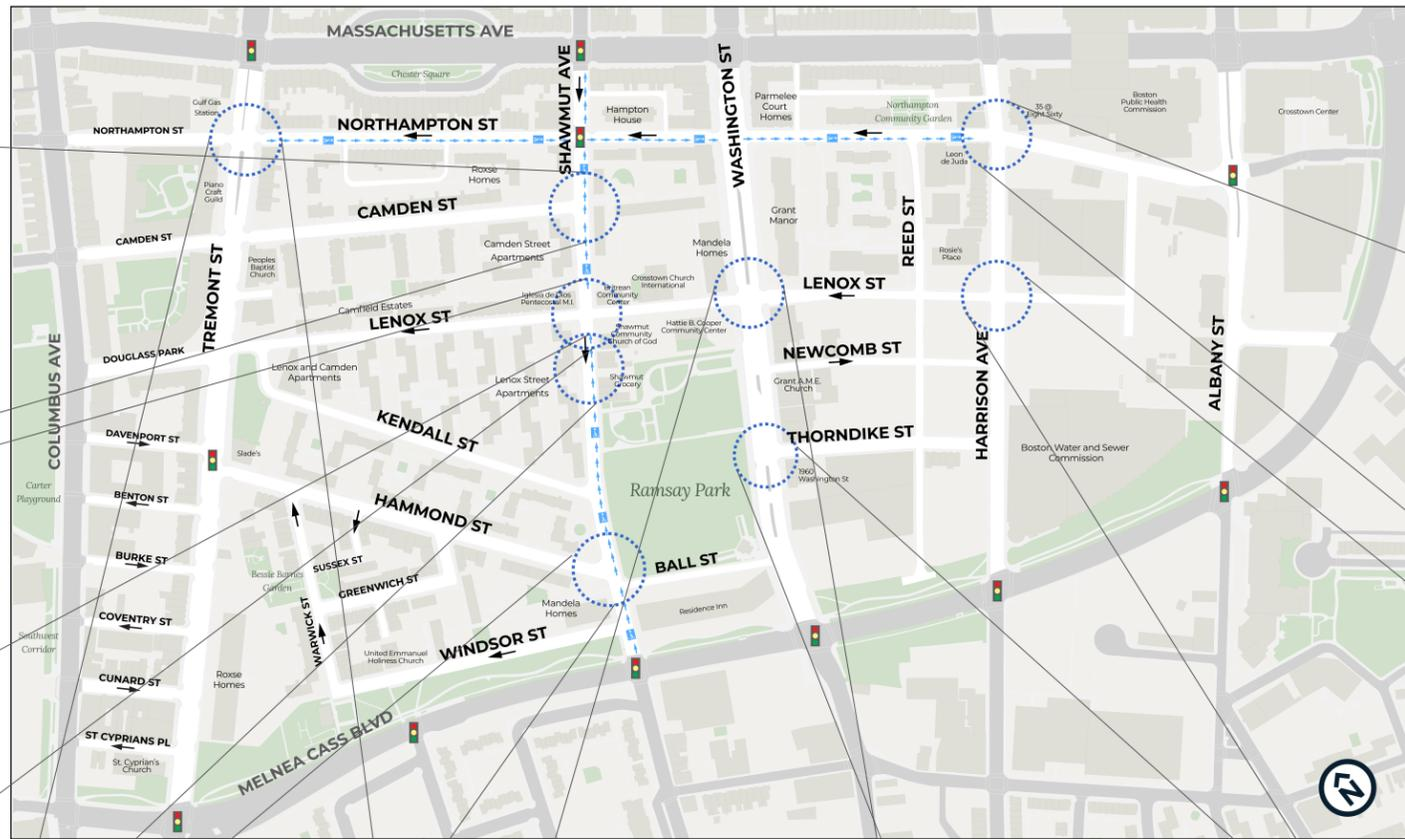 MASSACHUSETTS AVE
Chester Square
Gulf Gas
Station
NORTHAMPTON ST
NORTHAMPTON ST
SHAWMUT AVE
Hampton
House
WASHINGTON ST
Parmelee
Court
Homes
Northampton
Community Garden
35 @
Eight Sixty
Boston
Public Health
Commission
Crosstown Center
Leon
de Juda
Piano
Craft
Guild
Roxse
Homes
CAMDEN ST
CAMDEN ST
Grant
Manor
REED ST
Rosie's
Place
TREMONT ST
Peoples
Baptist
Church
Camden Street
Apartments
Mandela
Homes
Crosstown Church
International
Iglesia de Dios
Pentecostal M.I.
Eritrean
Community
Center
LENOX ST
Camfield Estates
LENOX ST
Shawmut
Community
Church of God
Hattie B. Cooper
Community Center
HARRISON AVE
ALBANY ST
COLUMBUS AVE
DOUGLASS PARK
Lenox and Camden
Apartments
Lenox Street
Apartments
Shawmut
Grocery
NEWCOMB ST
Grant A.M.E.
Church
KENDALL ST
DAVENPORT ST
Slade's
THORNDIKE ST
Boston Water and Sewer
Commission
1960
Washington St
Carter
Playground
BENTON ST
HAMMOND ST
Ramsay Park
BURKE ST
SUSSEX ST
Bessie Barnes
Garden
GREENWICH ST
BALL ST
COVENTRY ST
WARWICK ST
Mandela
Homes
Residence Inn
Southwest
Corridor
WINDSOR ST
United Emmanuel
Holiness Church
CUNARD ST
Roxse
Homes
MELNEA CASS BLVD
ST CYPRIANS PL
St. Cyprian's
Church
N